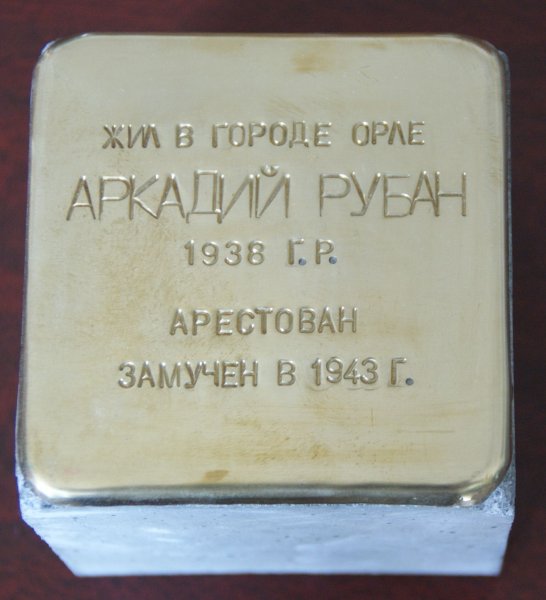 ЖИЛ В ГОРОДЕ ОРЛЕ
АРКАДИЙ РУБАН
1938 Г.Р.
АРЕСТОВАН
ЗАМУЧЕН В 1943 Г.